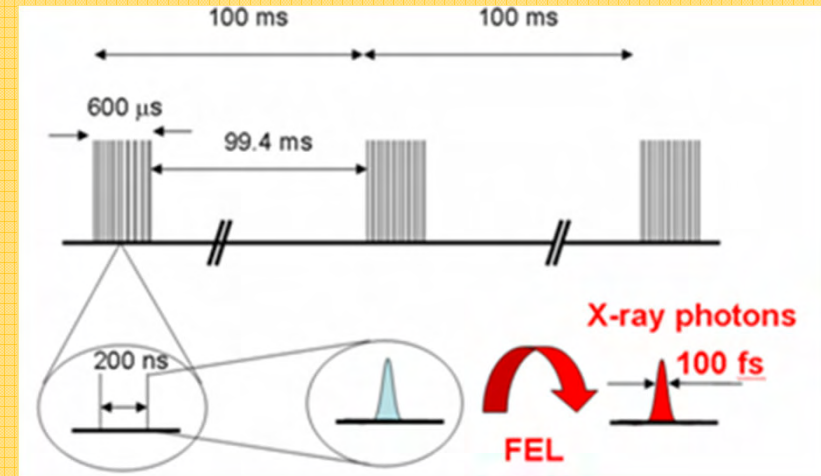 100 ms 100 ms
600 μs
99.4 ms
X-ray photons
200 ns
100 fs
FEL